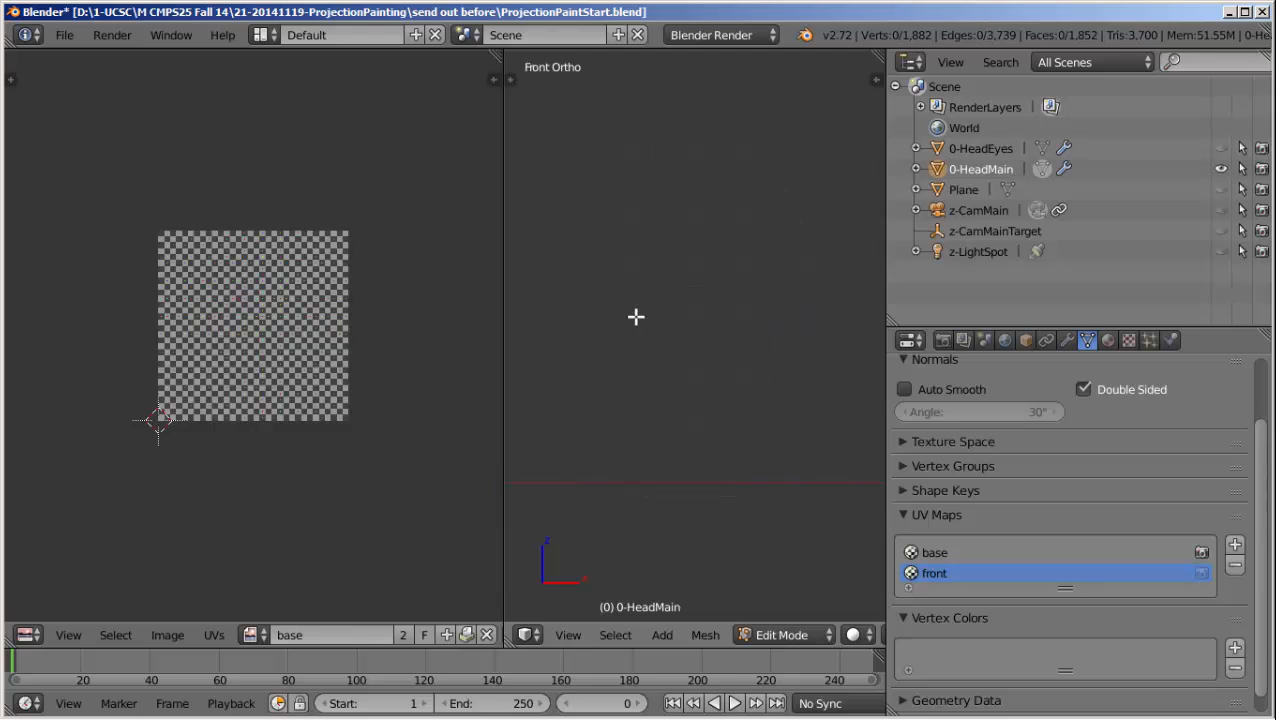 Blender* [D:\1-UCSC\M CMPS25 Fall 14\21-20141119-ProjectionPainting\send out before\ProjectionPaintStart.blend]
File Render Window Help Default Scene Blender Render v2.72 | Verts:0/1,882 | Edges:0/3,739 | Faces:0/1,852 | Tris:3,700 | Mem:51.55M | 0-He
Front Ortho
View Search All Scenes
Scene
RenderLayers
World
0-HeadEyes
0-HeadMain
Plane
z-CamMain
z-CamMainTarget
z-LightSpot
Normals
Auto Smooth Double Sided
Angle: 30°
Texture Space
Vertex Groups
Shape Keys
UV Maps
base
front
Vertex Colors
Geometry Data
z
x
(0) 0-HeadMain
View Select Image UVs base 2 F
View Select Add Mesh Edit Mode
20 40 60 80 100 120 140 160 180 200 220 240
View Marker Frame Playback Start: 1 End: 250 0 No Sync